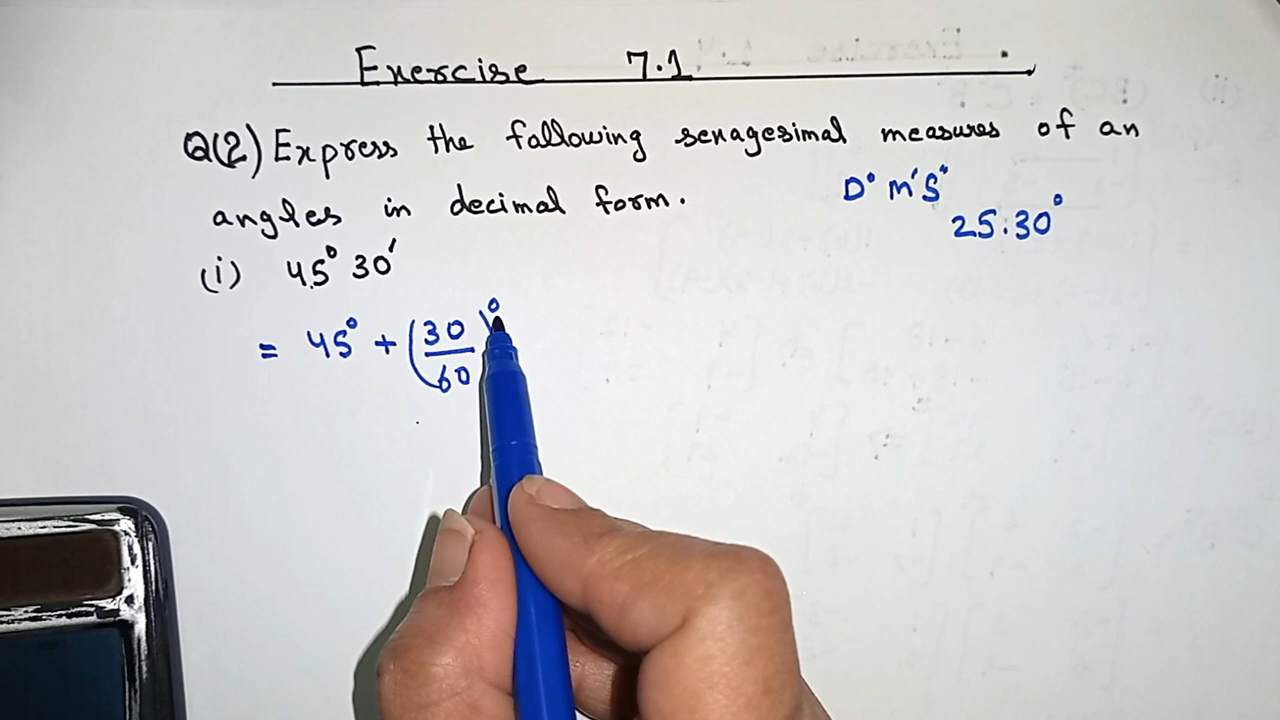 Exercise 7.1
Q(2) Express the following sexagesimal measures of an
angles in decimal form.
D° M' S"
25.30°
(i) 45° 30'
= 45° + (30/60)°